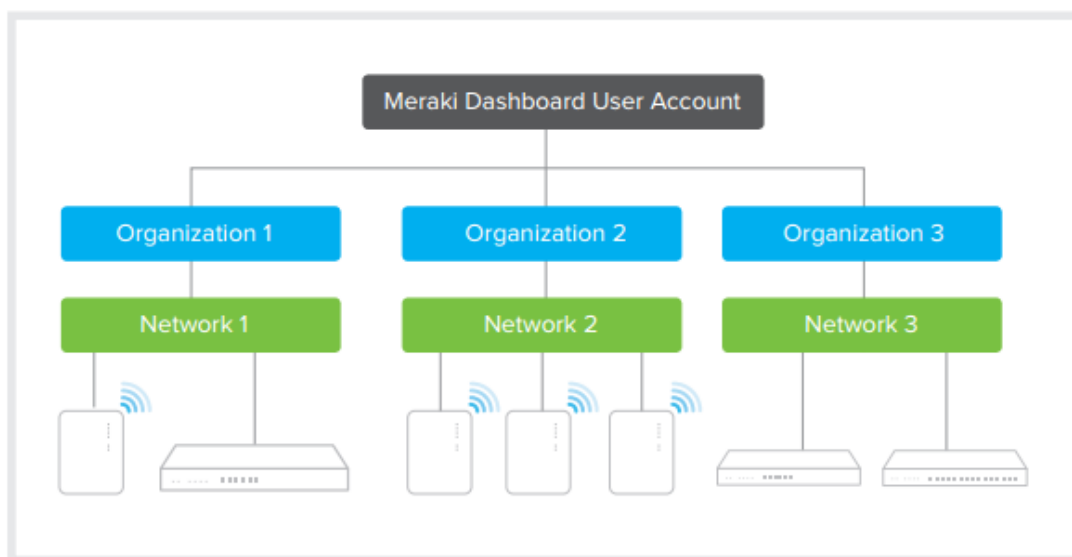 Meraki Dashboard User Account
Organization 1
Organization 2
Organization 3
Network 1
Network 2
Network 3